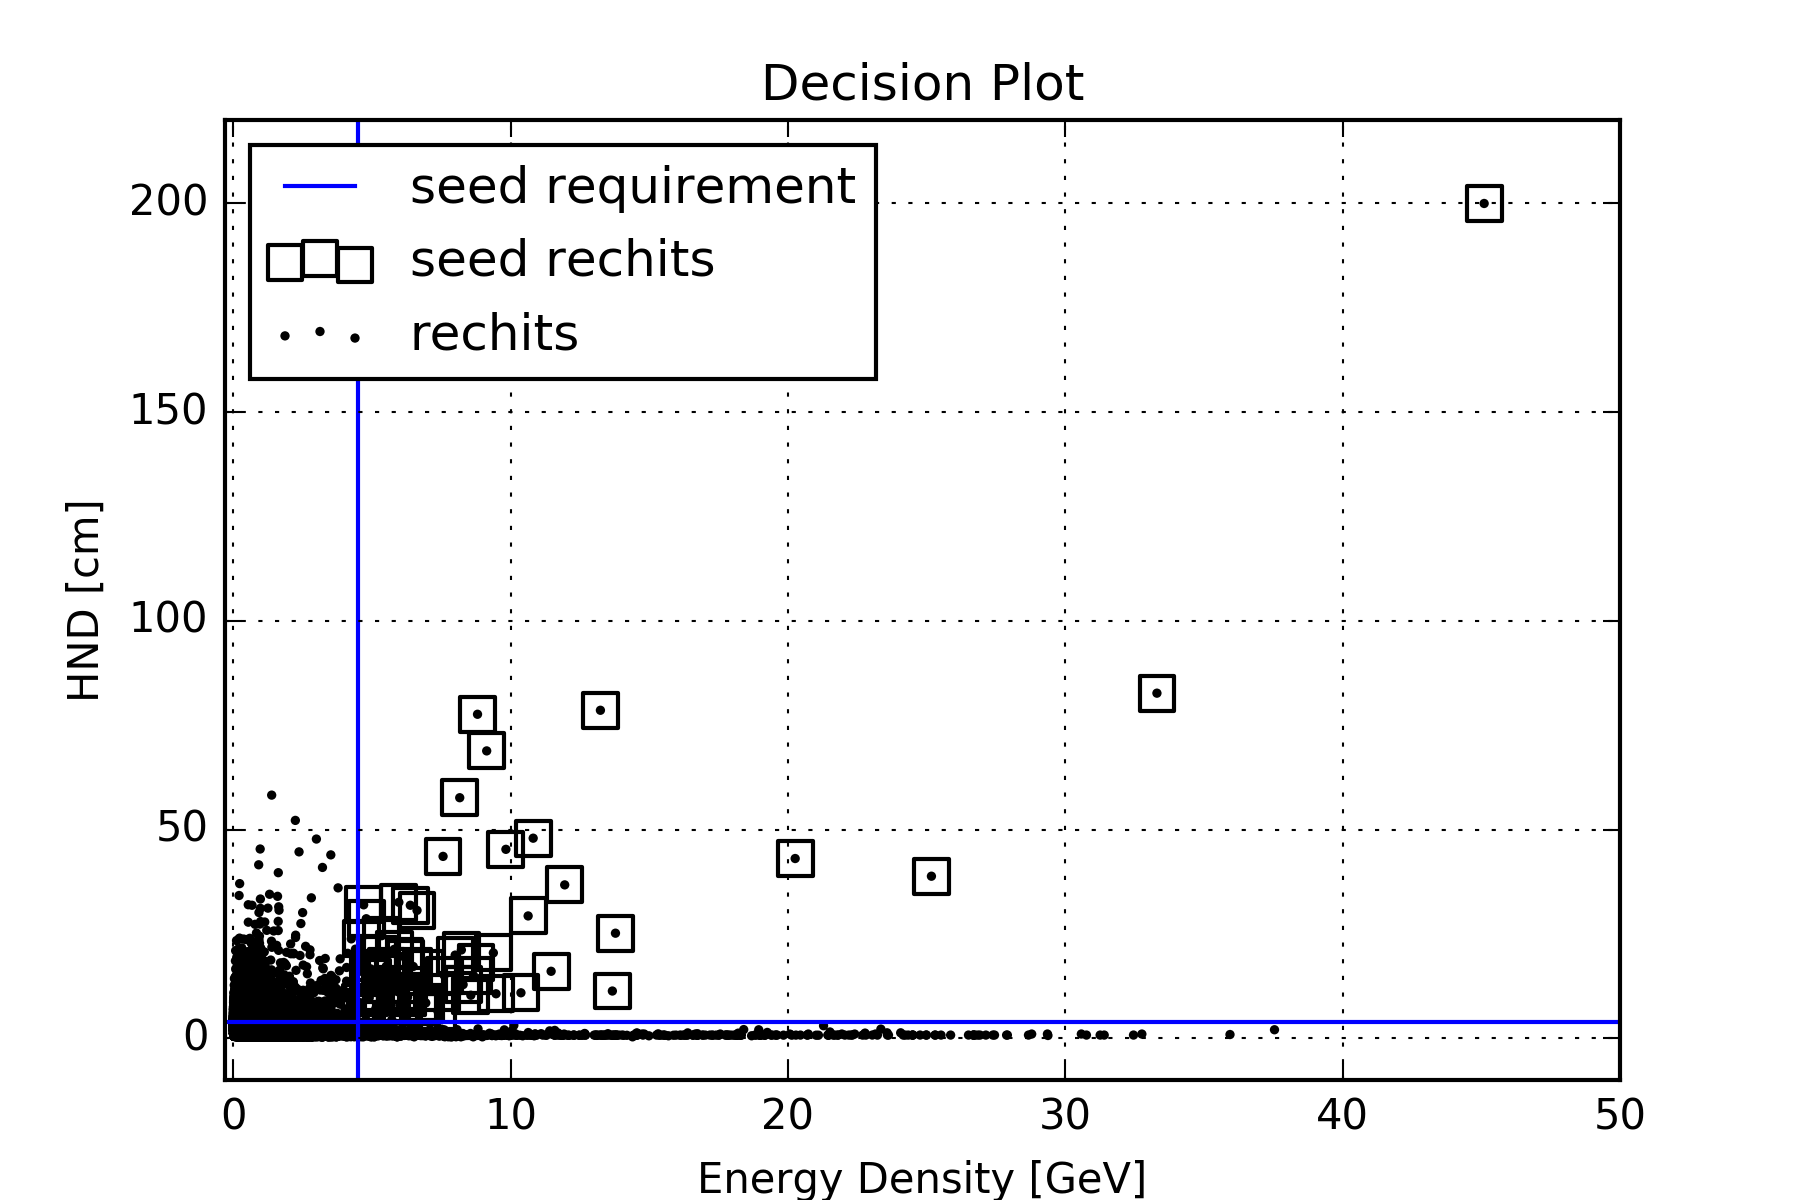 Decision Plot
seed requirement
seed rechits
rechits
200
150
100
50
0
HND [cm]
0 10 20 30 40 50
Energy Density [GeV]